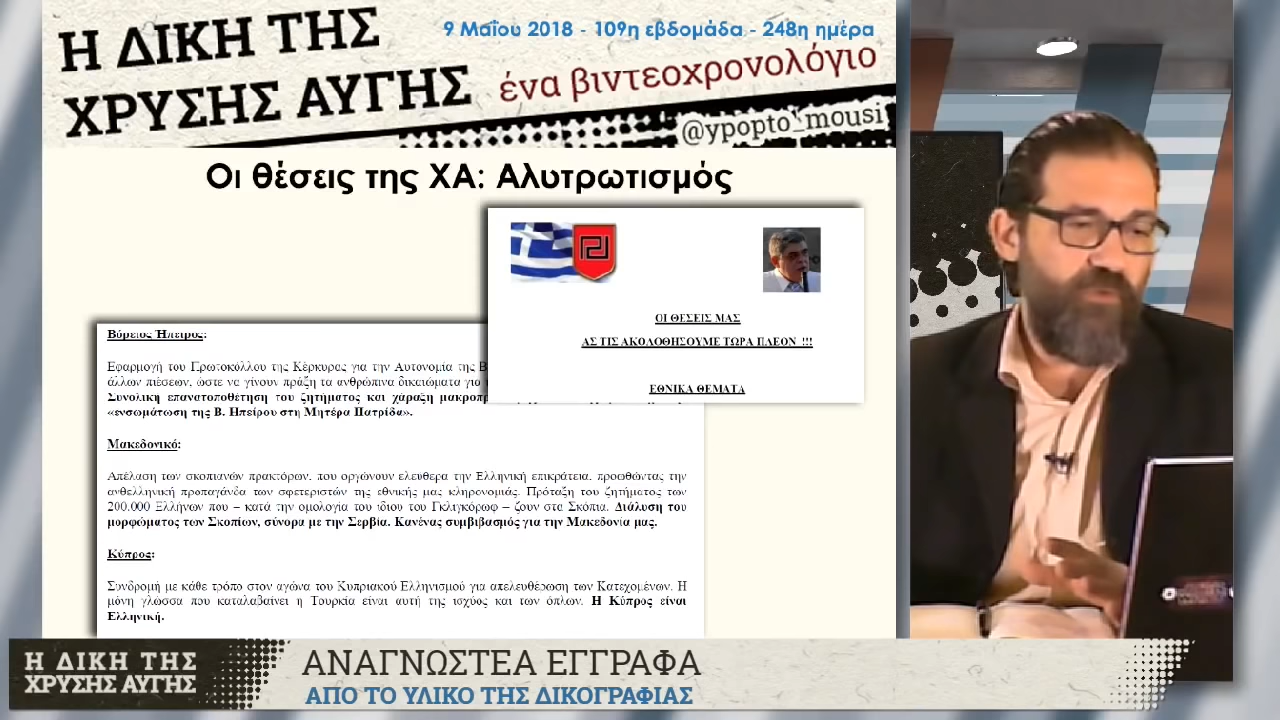 Η ΔΙΚΗ ΤΗΣ
ΧΡΥΣΗΣ ΑΥΓΗΣ
9 Μαΐου 2018 - 109η εβδομάδα - 248η ημέρα
ένα βιντεοχρονολόγιο
@ypopto_mousi
Οι θέσεις της ΧΑ: Αλυτρωτισμός
ΟΙ ΘΕΣΕΙΣ ΜΑΣ
ΑΣ ΤΙΣ ΑΚΟΛΟΘΗΣΟΥΜΕ ΤΩΡΑ ΠΛΕΟΝ !!!
ΕΘΝΙΚΑ ΘΕΜΑΤΑ
Βόρειος Ήπειρος:
Εφαρμογή του Πρωτοκόλλου της Κέρκυρας για την Αυτονομία της Β
άλλων πιέσεων, ώστε να γίνουν πράξη τα ανθρώπινα δικαιώματα για
Συνολική επανατοποθέτηση του ζητήματος και χάραξη μακροπρ
«ενσωμάτωση της Β. Ηπείρου στη Μητέρα Πατρίδα».
Μακεδονικό:
Απέλαση των σκοπιανών πρακτόρων, που οργώνουν ελεύθερα την Ελληνική επικράτεια, προωθώντας την
ανθελληνική προπαγάνδα των σφετεριστών της εθνικής μας κληρονομιάς. Πρόταξη του ζητήματος των
200.000 Ελλήνων που – κατά την ομολογία του ίδιου του Γκλιγκόρωφ – ζουν στα Σκόπια. Διάλυση του
μορφώματος των Σκοπίων, σύνορα με την Σερβία. Κανένας συμβιβασμός για την Μακεδονία μας.
Κύπρος:
Συνδρομή με κάθε τρόπο στον αγώνα του Κυπριακού Ελληνισμού για απελευθέρωση των Κατεχομένων. Η
μόνη γλώσσα που καταλαβαίνει η Τουρκία είναι αυτή της ισχύος και των όπλων. Η Κύπρος είναι
Ελληνική.
Η ΔΙΚΗ ΤΗΣ
ΧΡΥΣΗΣ ΑΥΓΗΣ
ΑΝΑΓΝΩΣΤΕΑ ΕΓΓΡΑΦΑ
ΑΠΟ ΤΟ ΥΛΙΚΟ ΤΗΣ ΔΙΚΟΓΡΑΦΙΑΣ